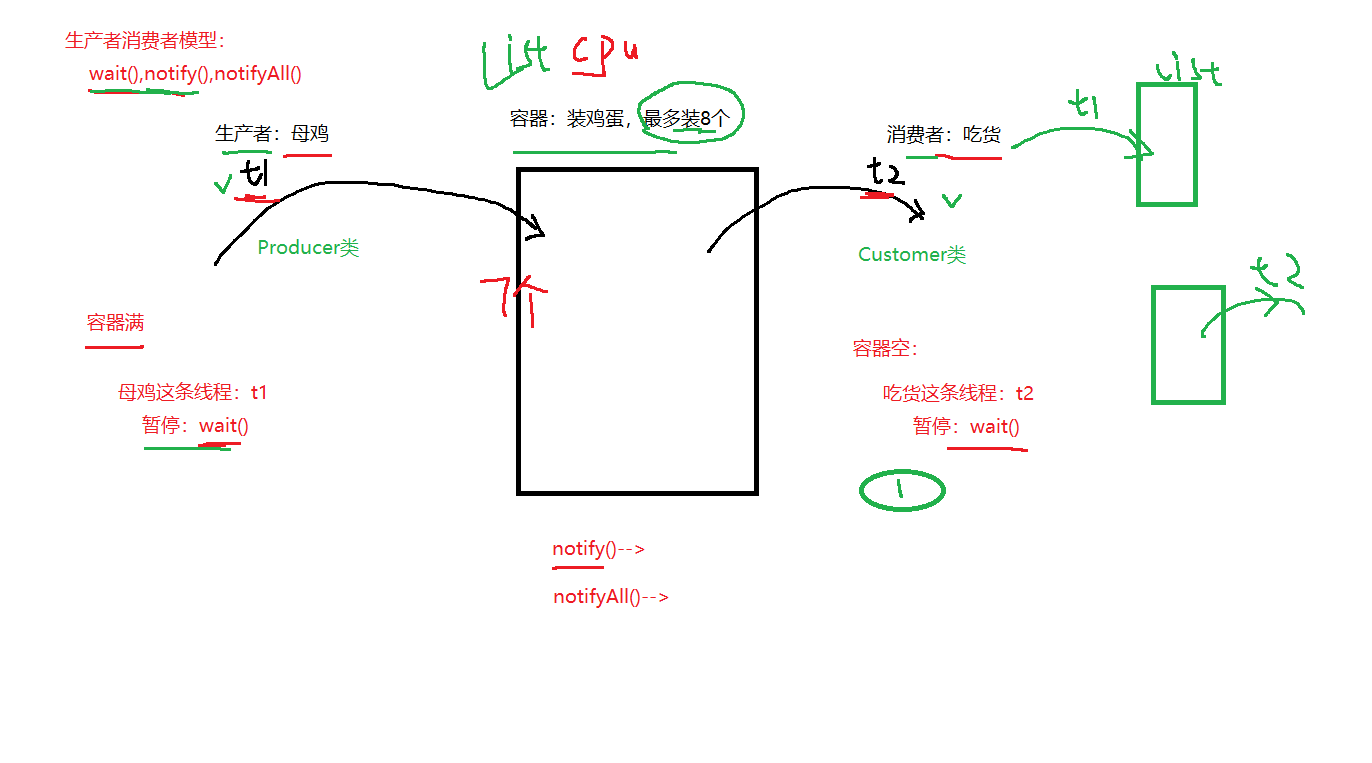 生产者消费者模型：
wait(),notify(),notifyAll()
List cpu
容器：装鸡蛋，最多装8个
生产者：母鸡
消费者：吃货
t1
list
t1
t2
Producer类
Customer类
7个
t2
容器满
容器空：
母鸡这条线程：t1
暂停：wait()
吃货这条线程：t2
暂停：wait()
1
notify()-->
notifyAll()-->